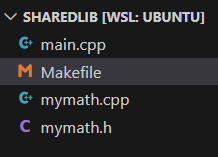 SHAREDLIB [WSL: UBUNTU]
main.cpp
M Makefile
mymath.cpp
C mymath.h